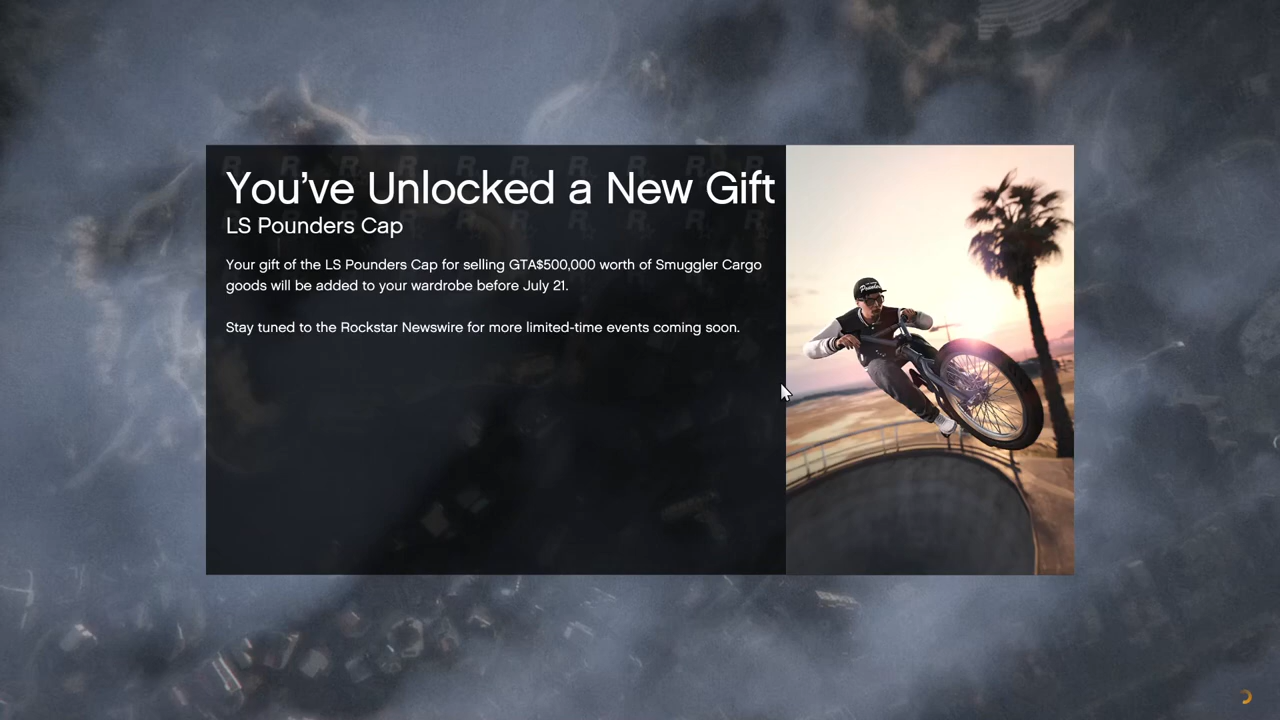 You've Unlocked a New Gift
LS Pounders Cap
Your gift of the LS Pounders Cap for selling GTA$500,000 worth of Smuggler Cargo
goods will be added to your wardrobe before July 21.
Stay tuned to the Rockstar Newswire for more limited-time events coming soon.